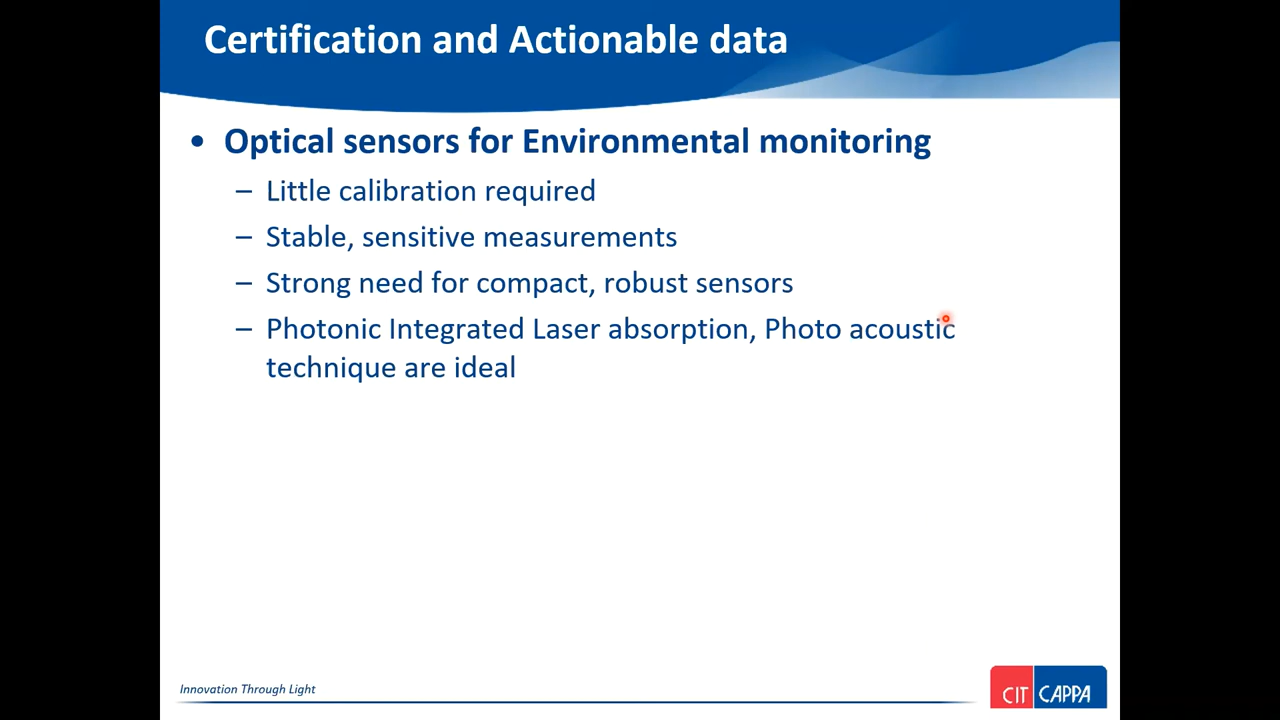 Certification and Actionable data
• Optical sensors for Environmental monitoring
– Little calibration required
– Stable, sensitive measurements
– Strong need for compact, robust sensors
– Photonic Integrated Laser absorption, Photo acoustic
technique are ideal
Innovation Through Light
CIT CAPPA